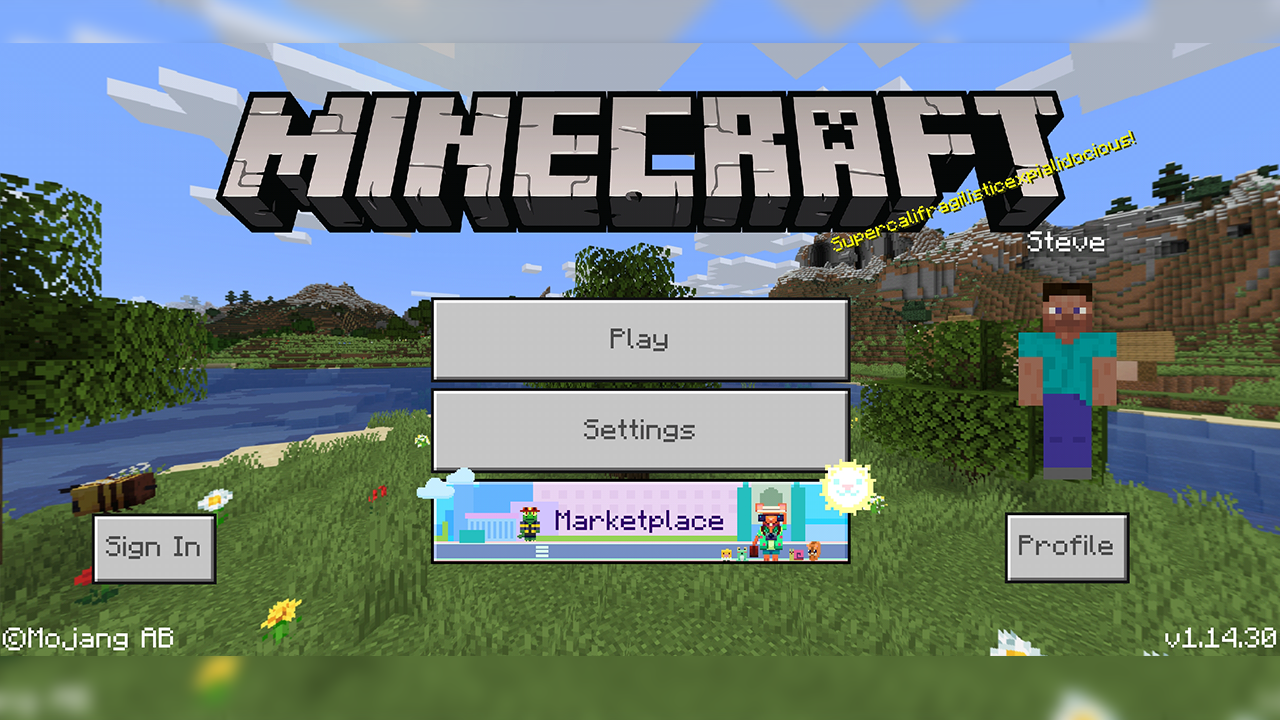 MINECRAFT
Supercalifragilisticexpialidocious!
Steve
Play
Settings
Marketplace
Sign In
Profile
©Mojang AB
v1.14.30